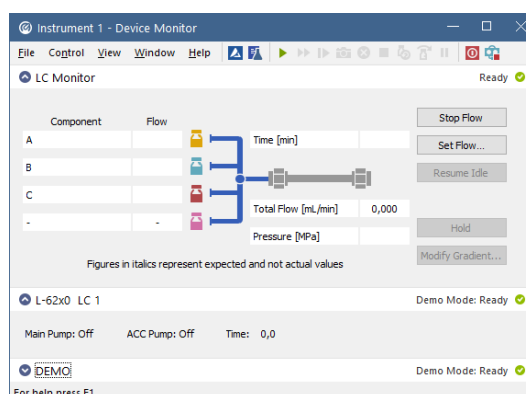 Instrument 1 - Device Monitor
File Control View Window Help
LC Monitor Ready
Component Flow
Stop Flow
A Time [min]
Set Flow...
B
Resume Idle
C
Total Flow [mL/min] 0,000
- -
Hold
Pressure [MPa]
Modify Gradient...
Figures in italics represent expected and not actual values
L-62x0 LC 1 Demo Mode: Ready
Main Pump: Off ACC Pump: Off Time: 0,0
DEMO Demo Mode: Ready
For help press F1